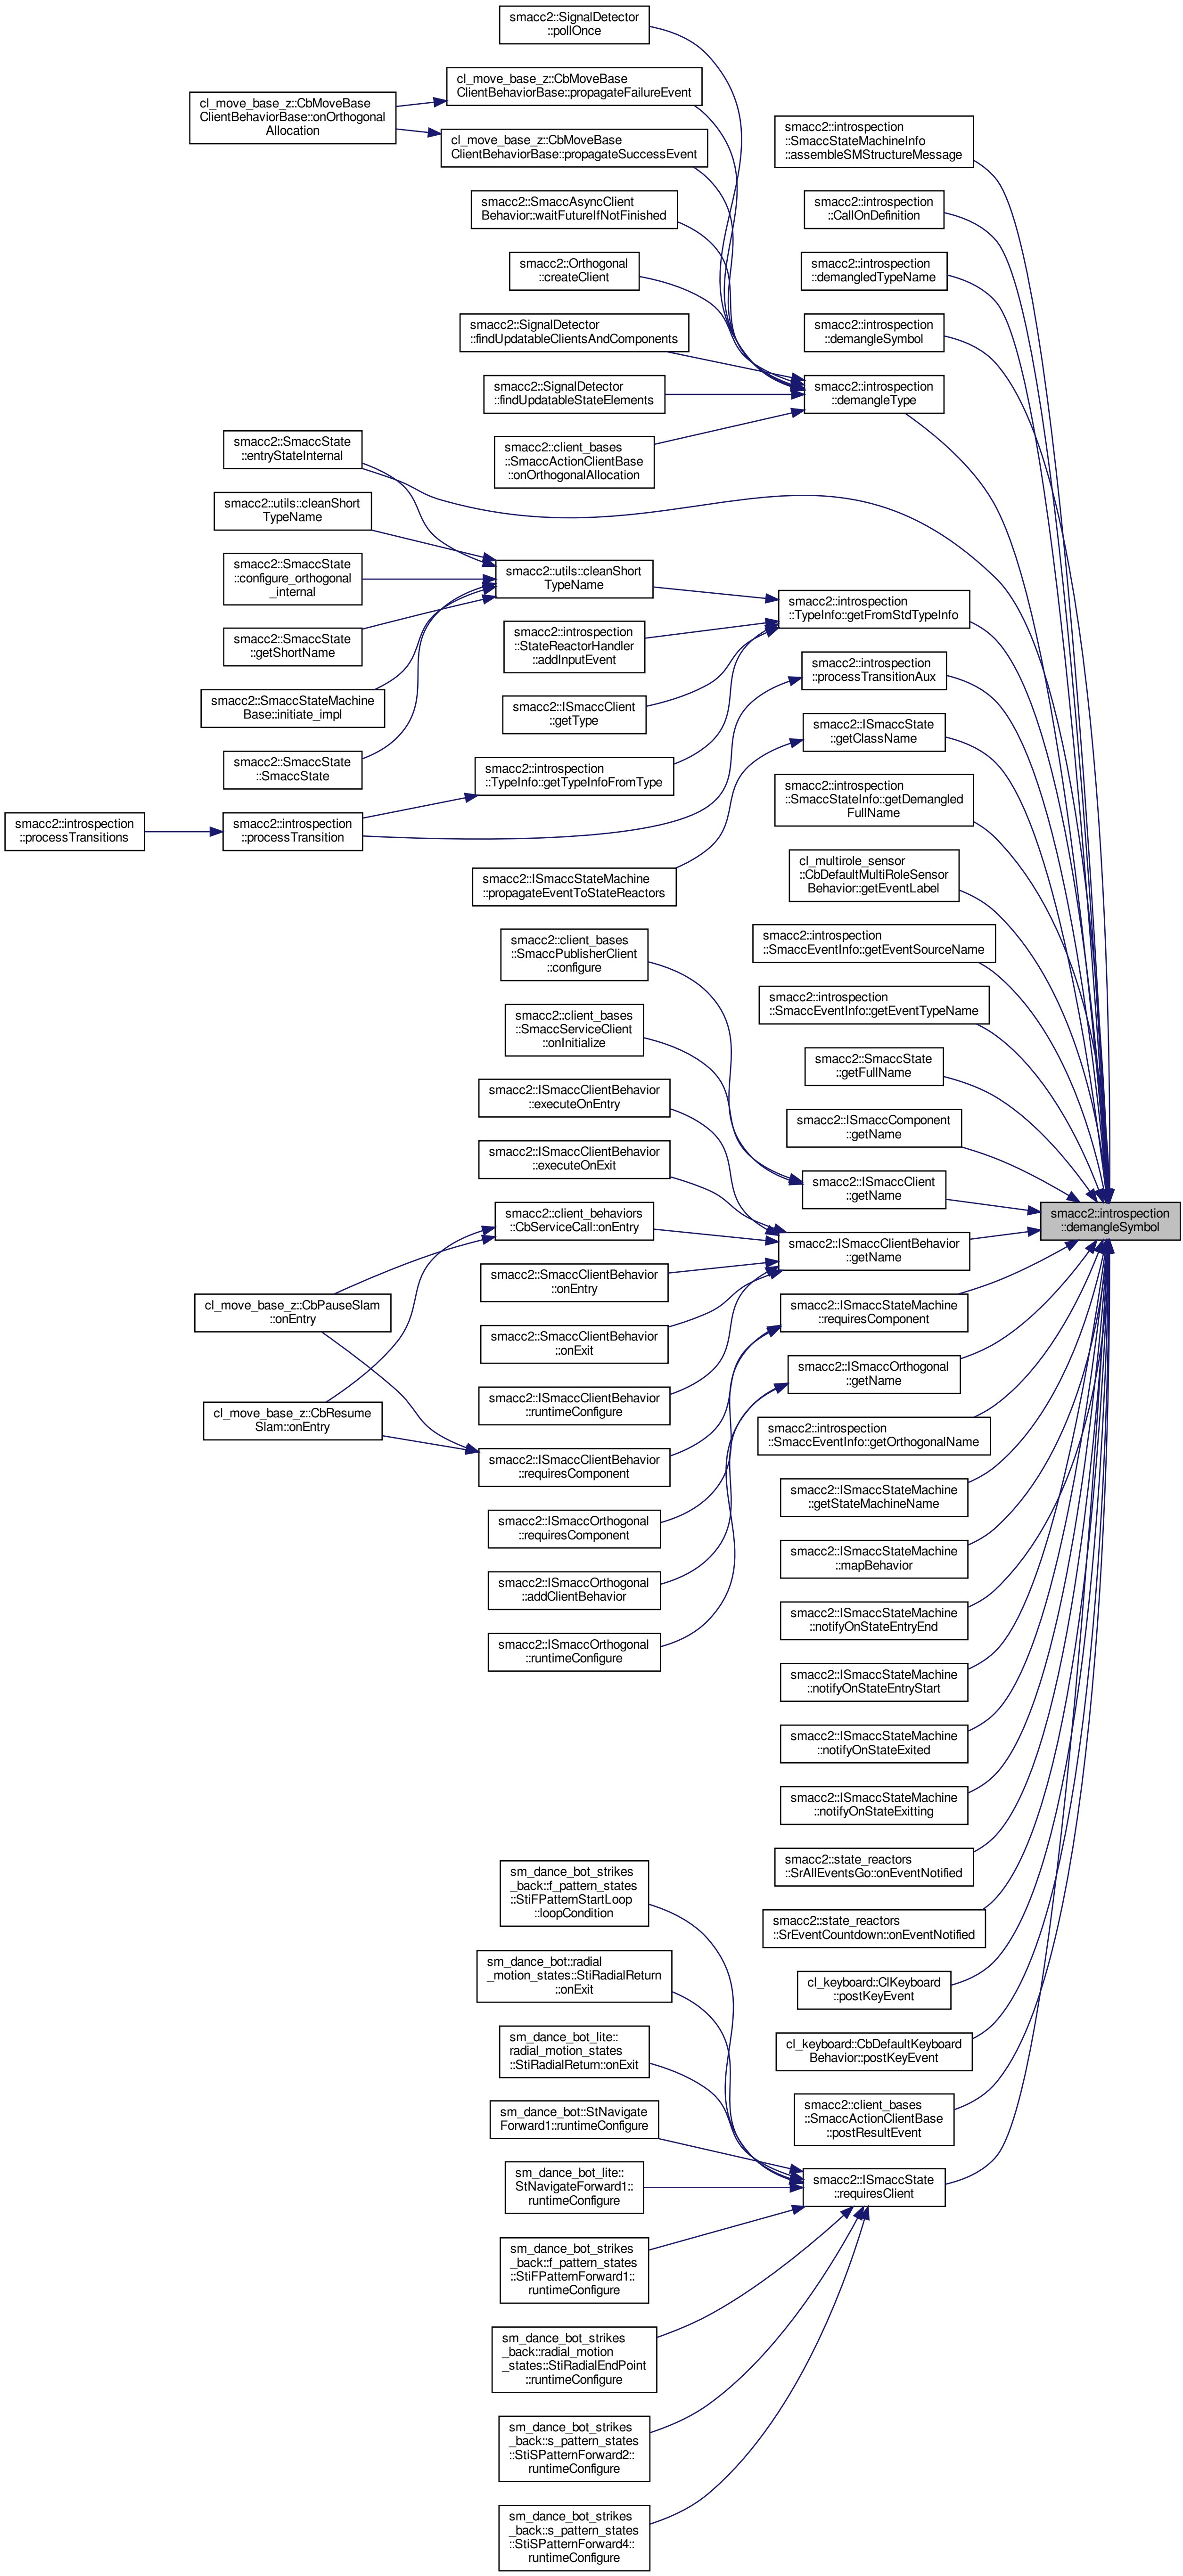 smacc2::SignalDetector
::pollOnce
cl_move_base_z::CbMoveBase
ClientBehaviorBase::propagateFailureEvent
cl_move_base_z::CbMoveBase
ClientBehaviorBase::onOrthogonal
Allocation
cl_move_base_z::CbMoveBase
ClientBehaviorBase::propagateSuccessEvent
smacc2::introspection
::SmaccStateMachineInfo
::assembleSMStructureMessage
smacc2::SmaccAsyncClient
Behavior::waitFutureIfNotFinished
smacc2::introspection
::CallOnDefinition
smacc2::Orthogonal
::createClient
smacc2::introspection
::demangledTypeName
smacc2::SignalDetector
::findUpdatableClientsAndComponents
smacc2::introspection
::demangleSymbol
smacc2::SignalDetector
::findUpdatableStateElements
smacc2::introspection
::demangleType
smacc2::client_bases
::SmaccActionClientBase
::onOrthogonalAllocation
smacc2::SmaccState
::entryStateInternal
smacc2::utils::cleanShort
TypeName
smacc2::SmaccState
::configure_orthogonal
_internal
smacc2::utils::cleanShort
TypeName
smacc2::introspection
::TypeInfo::getFromStdTypeInfo
smacc2::SmaccState
::getShortName
smacc2::introspection
::StateReactorHandler
::addInputEvent
smacc2::introspection
::processTransitionAux
smacc2::SmaccStateMachine
Base::initiate_impl
smacc2::ISmaccClient
::getType
smacc2::ISmaccState
::getClassName
smacc2::SmaccState
::SmaccState
smacc2::introspection
::TypeInfo::getTypeInfoFromType
smacc2::introspection
::SmaccStateInfo::getDemangled
FullName
smacc2::introspection
::processTransitions
smacc2::introspection
::processTransition
smacc2::ISmaccStateMachine
::propagateEventToStateReactors
cl_multirole_sensor
::CbDefaultMultiRoleSensor
Behavior::getEventLabel
smacc2::client_bases
::SmaccPublisherClient
::configure
smacc2::introspection
::SmaccEventInfo::getEventSourceName
smacc2::client_bases
::SmaccServiceClient
::onInitialize
smacc2::introspection
::SmaccEventInfo::getEventTypeName
smacc2::SmaccState
::getFullName
smacc2::ISmaccClientBehavior
::executeOnEntry
smacc2::ISmaccComponent
::getName
smacc2::ISmaccClientBehavior
::executeOnExit
smacc2::ISmaccClient
::getName
smacc2::introspection
::demangleSymbol
smacc2::client_behaviors
::CbServiceCall::onEntry
smacc2::ISmaccClientBehavior
::getName
smacc2::SmaccClientBehavior
::onEntry
cl_move_base_z::CbPauseSlam
::onEntry
smacc2::ISmaccStateMachine
::requiresComponent
smacc2::SmaccClientBehavior
::onExit
smacc2::ISmaccOrthogonal
::getName
smacc2::ISmaccClientBehavior
::runtimeConfigure
cl_move_base_z::CbResume
Slam::onEntry
smacc2::introspection
::SmaccEventInfo::getOrthogonalName
smacc2::ISmaccClientBehavior
::requiresComponent
smacc2::ISmaccStateMachine
::getStateMachineName
smacc2::ISmaccOrthogonal
::requiresComponent
smacc2::ISmaccStateMachine
::mapBehavior
smacc2::ISmaccOrthogonal
::addClientBehavior
smacc2::ISmaccStateMachine
::notifyOnStateEntryEnd
smacc2::ISmaccOrthogonal
::runtimeConfigure
smacc2::ISmaccStateMachine
::notifyOnStateEntryStart
smacc2::ISmaccStateMachine
::notifyOnStateExited
smacc2::ISmaccStateMachine
::notifyOnStateExitting
smacc2::state_reactors
::SrAllEventsGo::onEventNotified
sm_dance_bot_strikes
_back::f_pattern_states
::StiFPatternStartLoop
::loopCondition
smacc2::state_reactors
::SrEventCountdown::onEventNotified
sm_dance_bot::radial
_motion_states::StiRadialReturn
::onExit
cl_keyboard::ClKeyboard
::postKeyEvent
sm_dance_bot_lite::
radial_motion_states
::StiRadialReturn::onExit
cl_keyboard::CbDefaultKeyboard
Behavior::postKeyEvent
sm_dance_bot::StNavigate
Forward1::runtimeConfigure
smacc2::client_bases
::SmaccActionClientBase
::postResultEvent
sm_dance_bot_lite::
StNavigateForward1::
runtimeConfigure
smacc2::ISmaccState
::requiresClient
sm_dance_bot_strikes
_back::f_pattern_states
::StiFPatternForward1::
runtimeConfigure
sm_dance_bot_strikes
_back::radial_motion
_states::StiRadialEndPoint
::runtimeConfigure
sm_dance_bot_strikes
_back::s_pattern_states
::StiSPatternForward2::
runtimeConfigure
sm_dance_bot_strikes
_back::s_pattern_states
::StiSPatternForward4::
runtimeConfigure